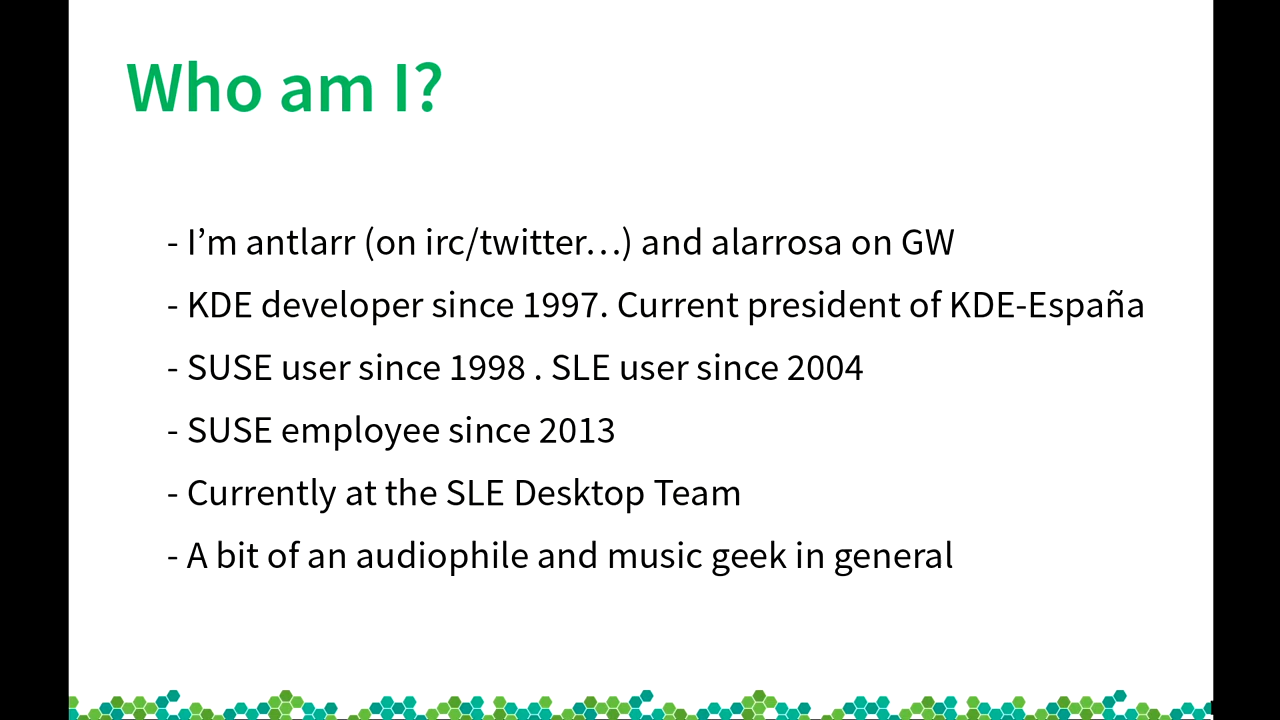 Who am I?
- I’m antlarr (on irc/twitter…) and alarrosa on GW
- KDE developer since 1997. Current president of KDE-España
- SUSE user since 1998 . SLE user since 2004
- SUSE employee since 2013
- Currently at the SLE Desktop Team
- A bit of an audiophile and music geek in general